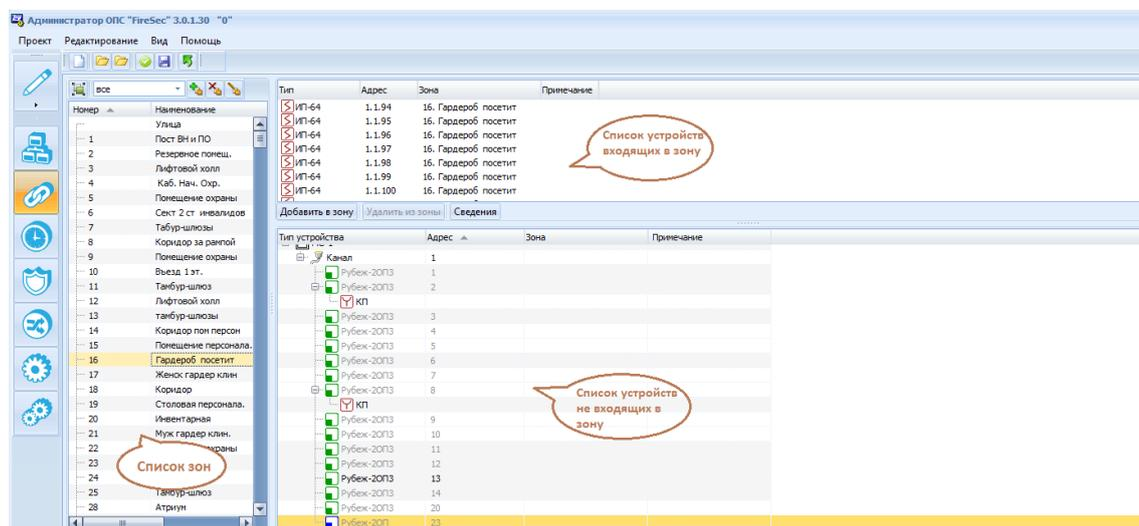 Администратор ОПС "FireSec" 3.0.1.30 "0"
Проект Редактирование Вид Помощь
все
Номер Наименование
Улица
1 Пост ВН и ПО
2 Резервное помещ.
3 Лифтовой холл
4 Каб. Нач. Охр.
5 Помещение охраны
6 Сект 2 ст инвалидов
7 Табур-шлюзы
8 Коридор за рампой
9 Помещение охраны
10 Въезд 1 эт.
11 Танбур-шлюз
12 Лифтовой холл
13 танбур-шлюзы
14 Коридор пон персон
15 Помещение персонала.
16 Гардероб посетит
17 Женск гардер клин
18 Коридор
19 Столовая персонала.
20 Инвентарная
21 Муж гардер клин.
22 храны
23
24
25 Танбур-шлюз
28 Атриум
Список зон
Тип Адрес Зона Примечание
ИП-64 1.1.94 16. Гардероб посетит
ИП-64 1.1.95 16. Гардероб посетит
ИП-64 1.1.96 16. Гардероб посетит
ИП-64 1.1.97 16. Гардероб посетит
ИП-64 1.1.98 16. Гардероб посетит
ИП-64 1.1.99 16. Гардероб посетит
ИП-64 1.1.100 16. Гардероб посетит
Список устройств
входящих в зону
Добавить в зону Удалить из зоны Сведения
Тип устройства Адрес Зона Примечание
Канал 1
Рубеж-2ОП3 1
Рубеж-2ОП3 2
КП
Рубеж-2ОП3 3
Рубеж-2ОП3 4
Рубеж-2ОП3 5
Рубеж-2ОП3 6
Рубеж-2ОП3 7
Рубеж-2ОП3 8
КП
Рубеж-2ОП3 9
Рубеж-2ОП3 10
Рубеж-2ОП3 11
Рубеж-2ОП3 12
Рубеж-2ОП3 13
Рубеж-2ОП3 14
Рубеж-2ОП3 20
Рубеж-2ОП 23
Список устройств
не входящих в
зону